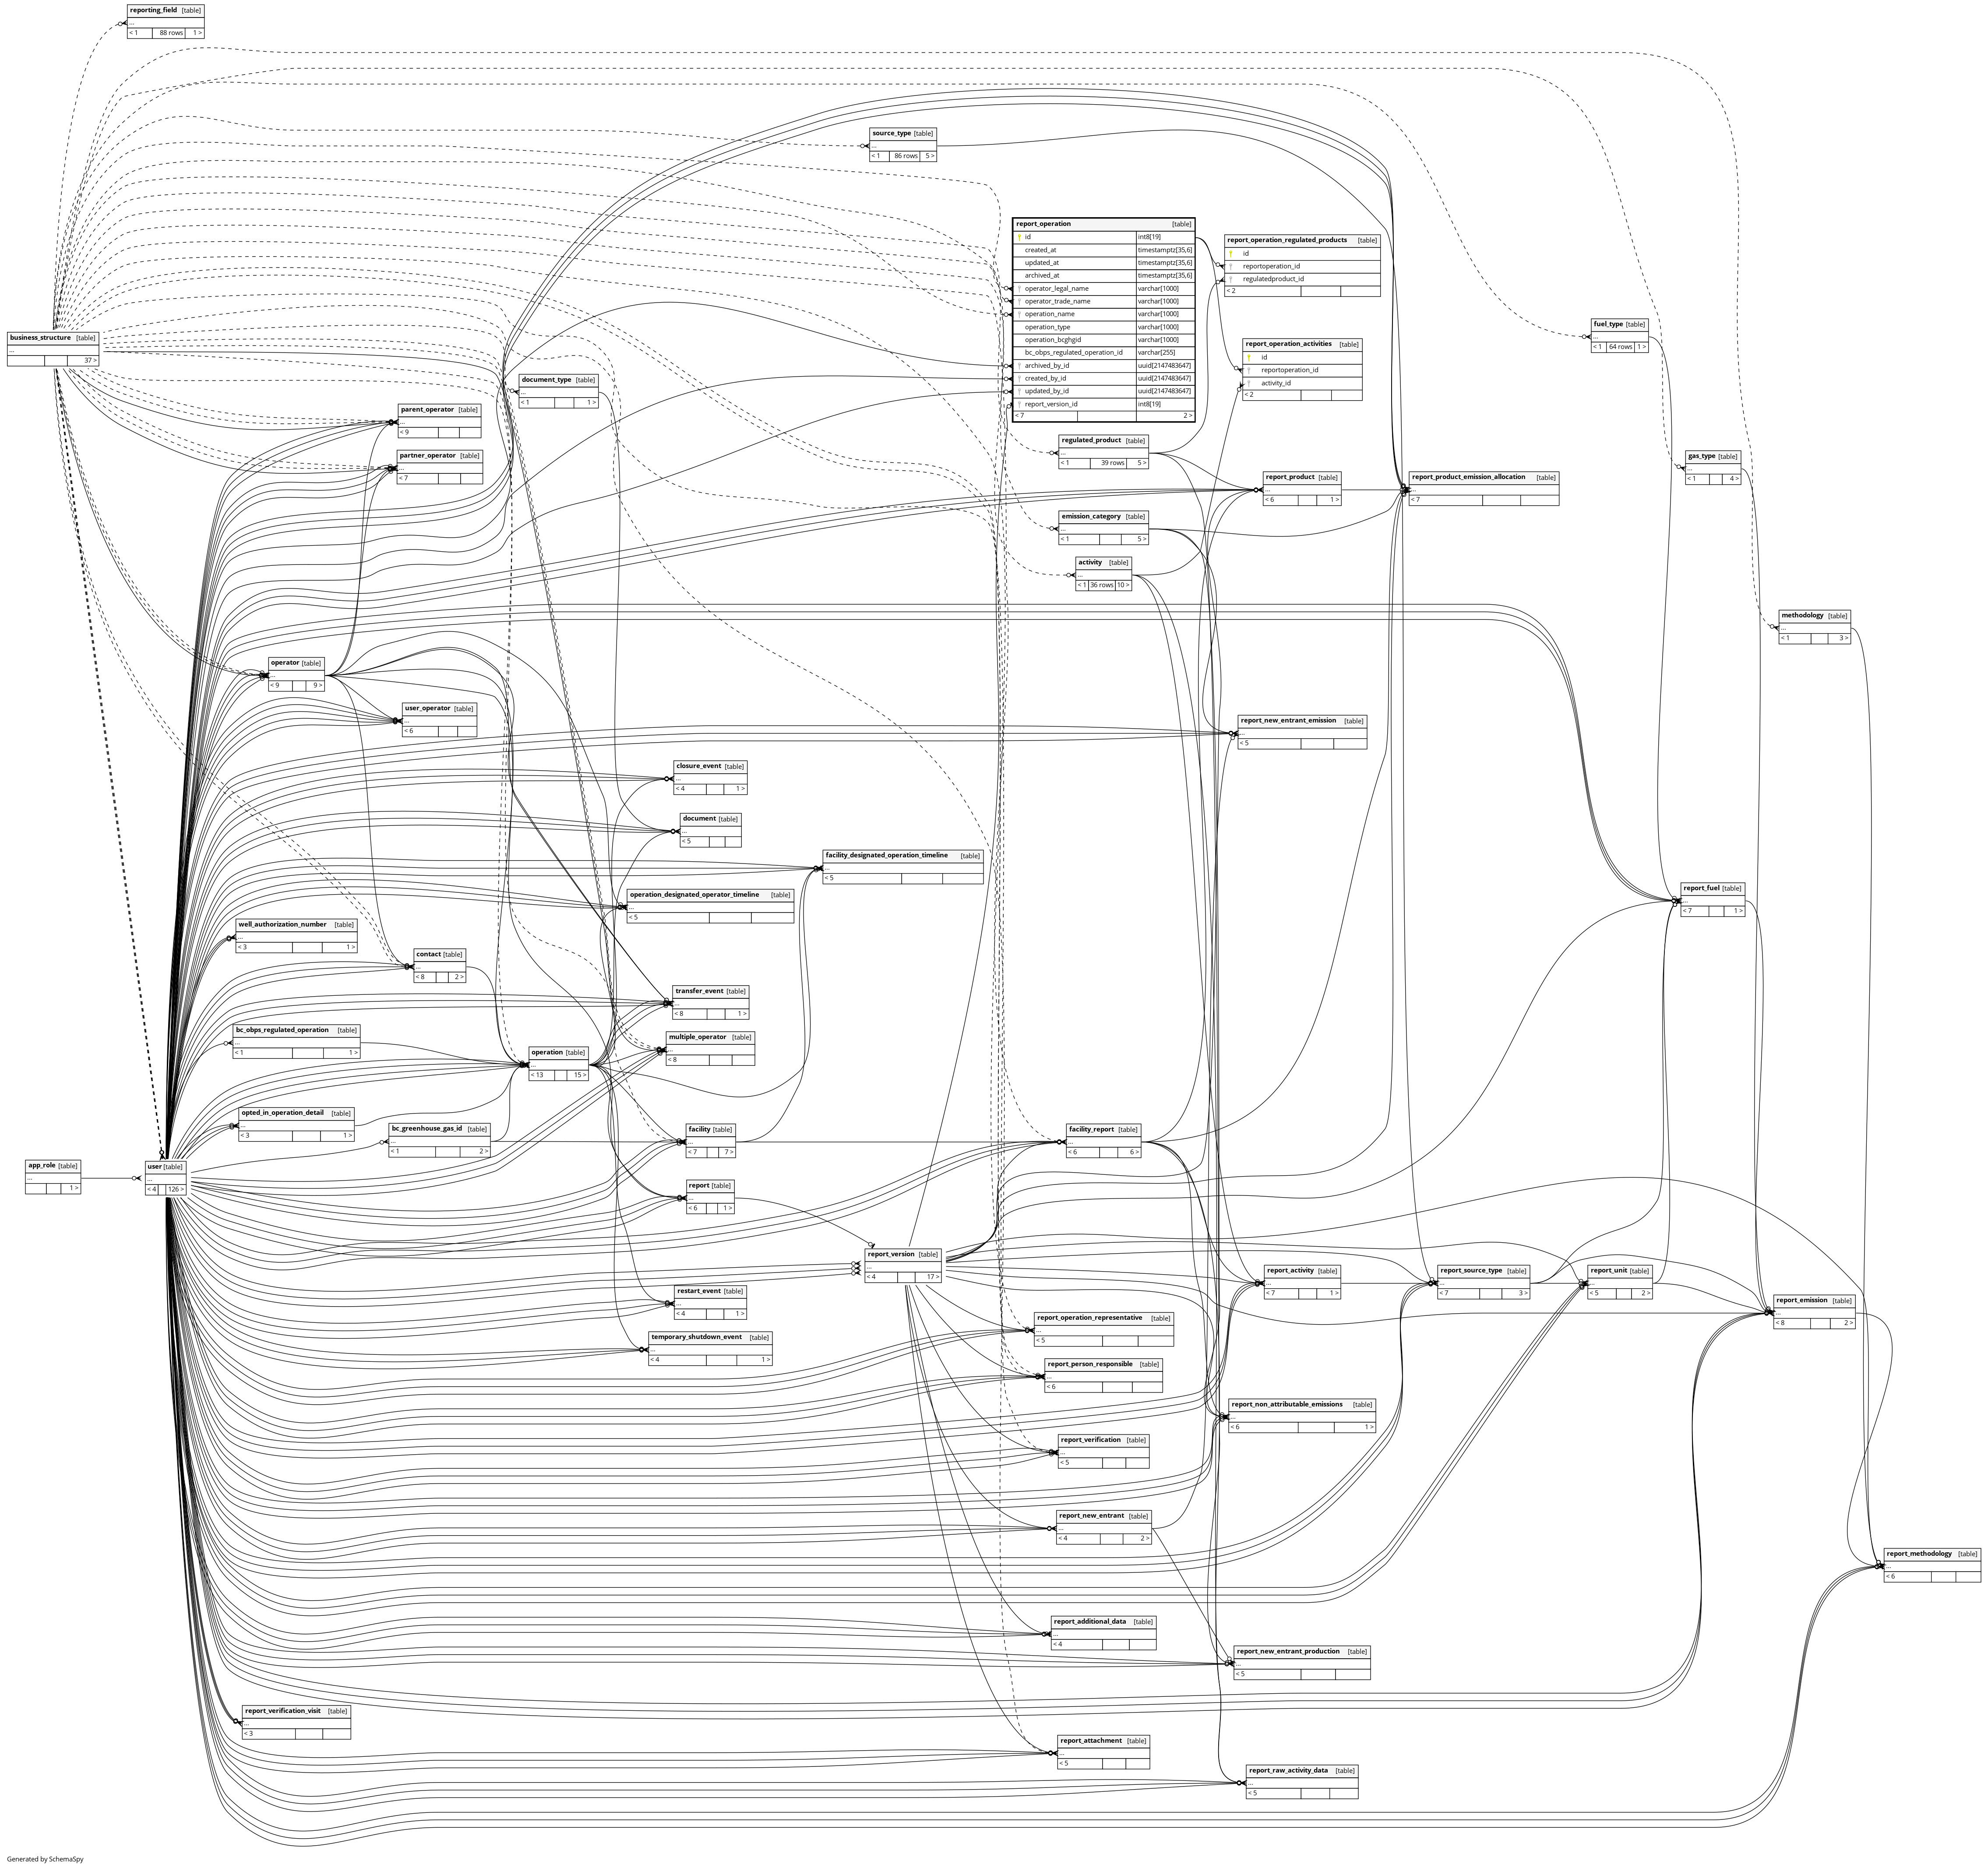 reporting_field [table]
...
< 1 88 rows 1 >
source_type [table]
...
< 1 86 rows 5 >
report_operation [table]
id int8[19]
created_at timestamptz[35,6]
updated_at timestamptz[35,6]
archived_at timestamptz[35,6]
operator_legal_name varchar[1000]
operator_trade_name varchar[1000]
operation_name varchar[1000]
operation_type varchar[1000]
operation_bcghgid varchar[1000]
bc_obps_regulated_operation_id varchar[255]
archived_by_id uuid[2147483647]
created_by_id uuid[2147483647]
updated_by_id uuid[2147483647]
report_version_id int8[19]
< 7 2 >
report_operation_regulated_products [table]
id
reportoperation_id
regulatedproduct_id
< 2
fuel_type [table]
...
< 1 64 rows 1 >
business_structure [table]
...
37 >
report_operation_activities [table]
id
reportoperation_id
activity_id
< 2
document_type [table]
...
< 1 1 >
parent_operator [table]
...
< 9
regulated_product [table]
...
< 1 39 rows 5 >
partner_operator [table]
...
< 7
gas_type [table]
...
< 1 4 >
report_product [table]
...
< 6 1 >
report_product_emission_allocation [table]
...
< 7
emission_category [table]
...
< 1 5 >
activity [table]
...
< 1 36 rows 10 >
methodology [table]
...
< 1 3 >
operator [table]
...
< 9 9 >
user_operator [table]
...
< 6
report_new_entrant_emission [table]
...
< 5
closure_event [table]
...
< 4 1 >
document [table]
...
< 5
facility_designated_operation_timeline [table]
...
< 5
report_fuel [table]
...
< 7 1 >
operation_designated_operator_timeline [table]
...
< 5
well_authorization_number [table]
...
< 3 1 >
contact [table]
...
< 8 2 >
transfer_event [table]
...
< 8 1 >
bc_obps_regulated_operation [table]
...
< 1 1 >
multiple_operator [table]
...
< 8
operation [table]
...
< 13 15 >
opted_in_operation_detail [table]
...
< 3 1 >
bc_greenhouse_gas_id [table]
...
< 1 2 >
facility [table]
...
< 7 7 >
facility_report [table]
...
< 6 6 >
app_role [table]
...
1 >
user [table]
...
< 4 126 >
report [table]
...
< 6 1 >
report_version [table]
...
< 4 17 >
report_activity [table]
...
< 7 1 >
report_source_type [table]
...
< 7 3 >
report_unit [table]
...
< 5 2 >
restart_event [table]
...
< 4 1 >
report_emission [table]
...
< 8 2 >
report_operation_representative [table]
...
< 5
temporary_shutdown_event [table]
...
< 4 1 >
report_person_responsible [table]
...
< 6
report_non_attributable_emissions [table]
...
< 6 1 >
report_verification [table]
...
< 5
report_new_entrant [table]
...
< 4 2 >
report_methodology [table]
...
< 6
report_additional_data [table]
...
< 4
report_new_entrant_production [table]
...
< 5
report_verification_visit [table]
...
< 3
report_attachment [table]
...
< 5
report_raw_activity_data [table]
...
< 5
Generated by SchemaSpy